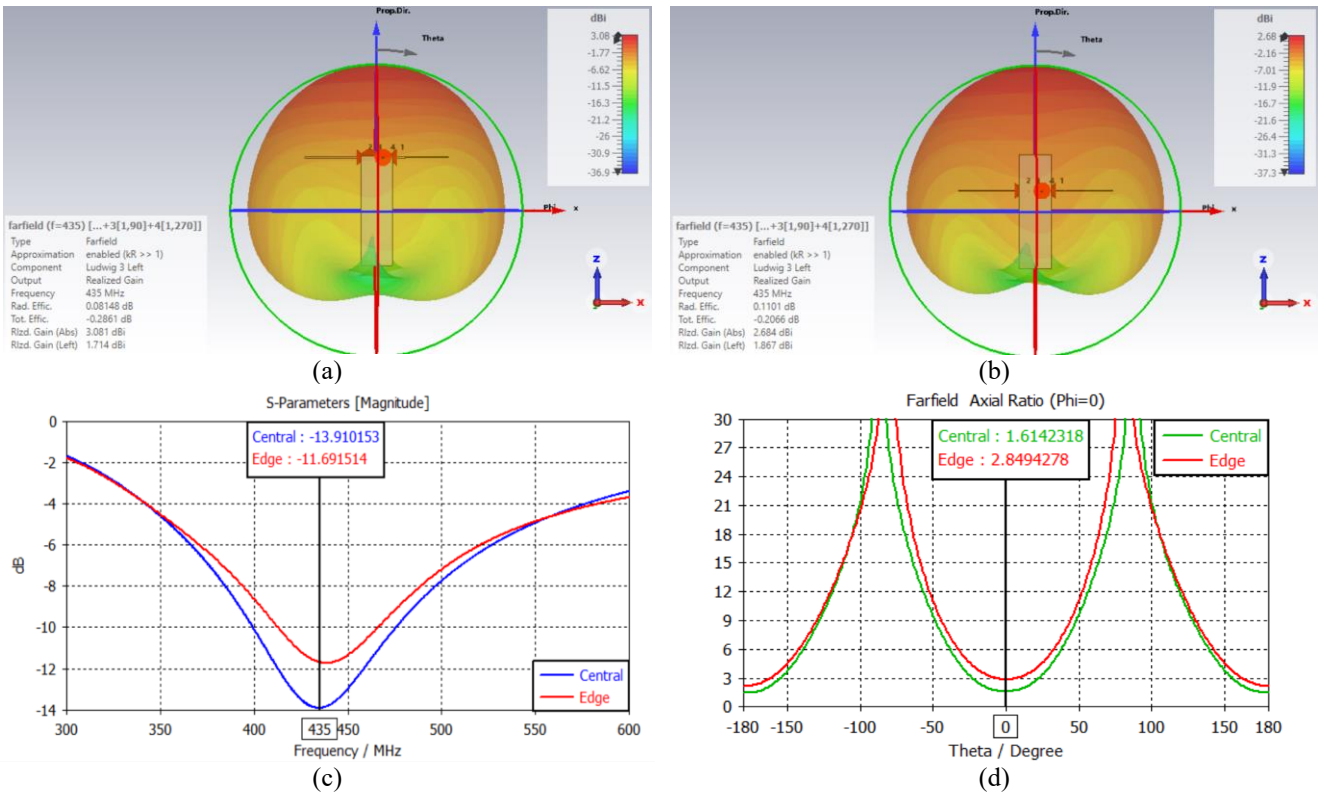 Prop.Dir.
Theta
Phi
x
z
x
dBi
3.08
-1.77
-6.62
-11.5
-16.3
-21.2
-26
-30.9
-36.9
farfield (f=435) [...+3[1,90]+4[1,270]]
Type Farfield
Approximation enabled (kR >> 1)
Component Ludwig 3 Left
Output Realized Gain
Frequency 435 MHz
Rad. Effic. 0.08148 dB
Tot. Effic. -0.2861 dB
Rlzd. Gain (Abs) 3.081 dBi
Rlzd. Gain (Left) 1.714 dBi
(a)
Prop.Dir.
Theta
x
z
x
dBi
2.68
-2.16
-7.01
-11.9
-16.7
-21.6
-26.4
-31.3
-37.3
farfield (f=435) [...+3[1,90]+4[1,270]]
Type Farfield
Approximation enabled (kR >> 1)
Component Ludwig 3 Left
Output Realized Gain
Frequency 435 MHz
Rad. Effic. 0.1101 dB
Tot. Effic. -0.2066 dB
Rlzd. Gain (Abs) 2.684 dBi
Rlzd. Gain (Left) 1.867 dBi
(b)
S-Parameters [Magnitude]
Central : -13.910153
Edge : -11.691514
0
-2
-4
-6
-8
-10
-12
-14
dB
Central
Edge
300 400 435 450 500 550 600
Frequency / MHz
(c)
Farfield Axial Ratio (Phi=0)
Central : 1.6142318
Edge : 2.8494278
Central
Edge
30
27
24
21
18
15
12
9
6
3
0
-180 -150 -100 -50 0 50 100 150 180
Theta / Degree
(d)